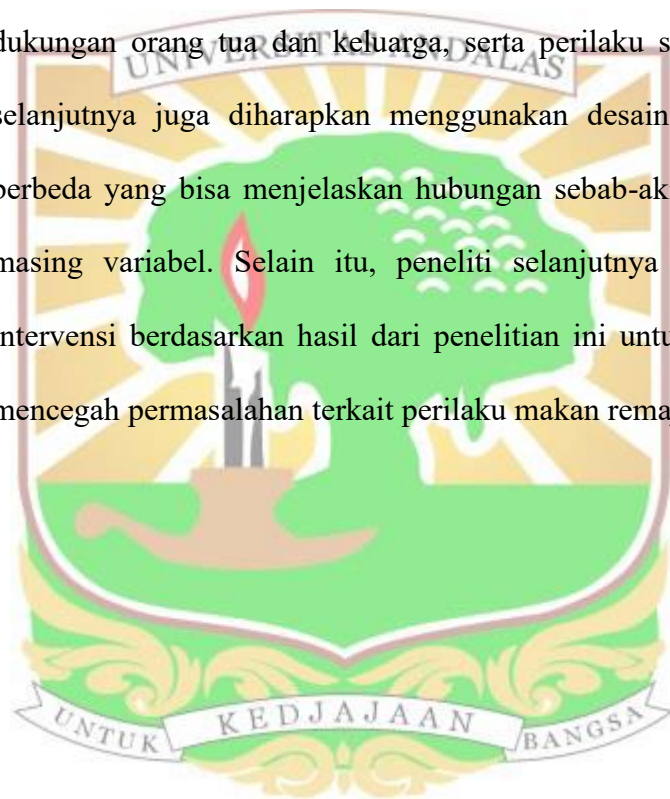 dukungan orang tua dan keluarga, serta perilaku s
UNIVERSITAS ANDALAS
selanjutnya juga diharapkan menggunakan desain
berbeda yang bisa menjelaskan hubungan sebab-ak
masing variabel. Selain itu, peneliti selanjutnya
intervensi berdasarkan hasil dari penelitian ini untu
mencegah permasalahan terkait perilaku makan rema
UNTUK KEDJAJAAN BANGSA